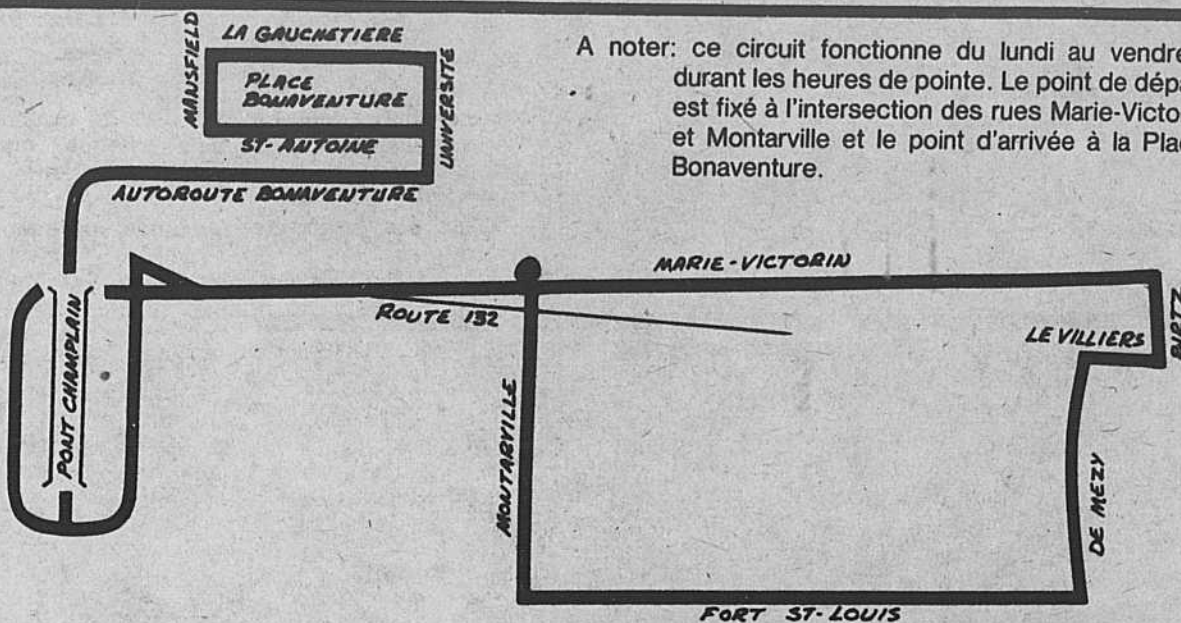 LA GAUCHETIERE
MANSFIELD
PLACE
BONAVENTURE
UNIVERSITÉ
ST-ANTOINE
AUTOROUTE BONAVENTURE
A noter: ce circuit fonctionne du lundi au vendre
durant les heures de pointe. Le point de dépa
est fixé à l'intersection des rues Marie-Victo
et Montarville et le point d'arrivée à la Pla
Bonaventure.
MARIE-VICTORIN
ROUTE 132
LE VILLIERS
PONT CHAMPLAIN
MONTARVILLE
DE MEZY
FORT ST-LOUIS